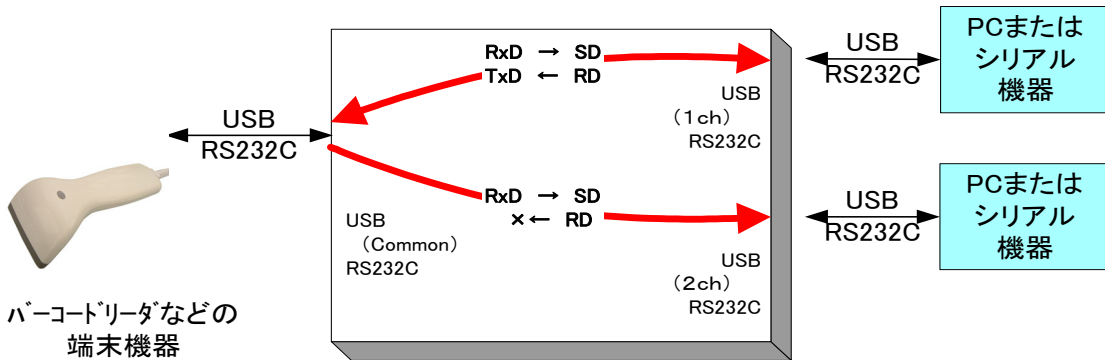 USB
RS232C
バーコードリーダなどの
端末機器
RxD → SD
TxD ← RD
USB
(1ch)
RS232C
RxD → SD
× ← RD
USB
(Common)
RS232C
USB
(2ch)
RS232C
USB
RS232C
PCまたは
シリアル
機器
USB
RS232C
PCまたは
シリアル
機器